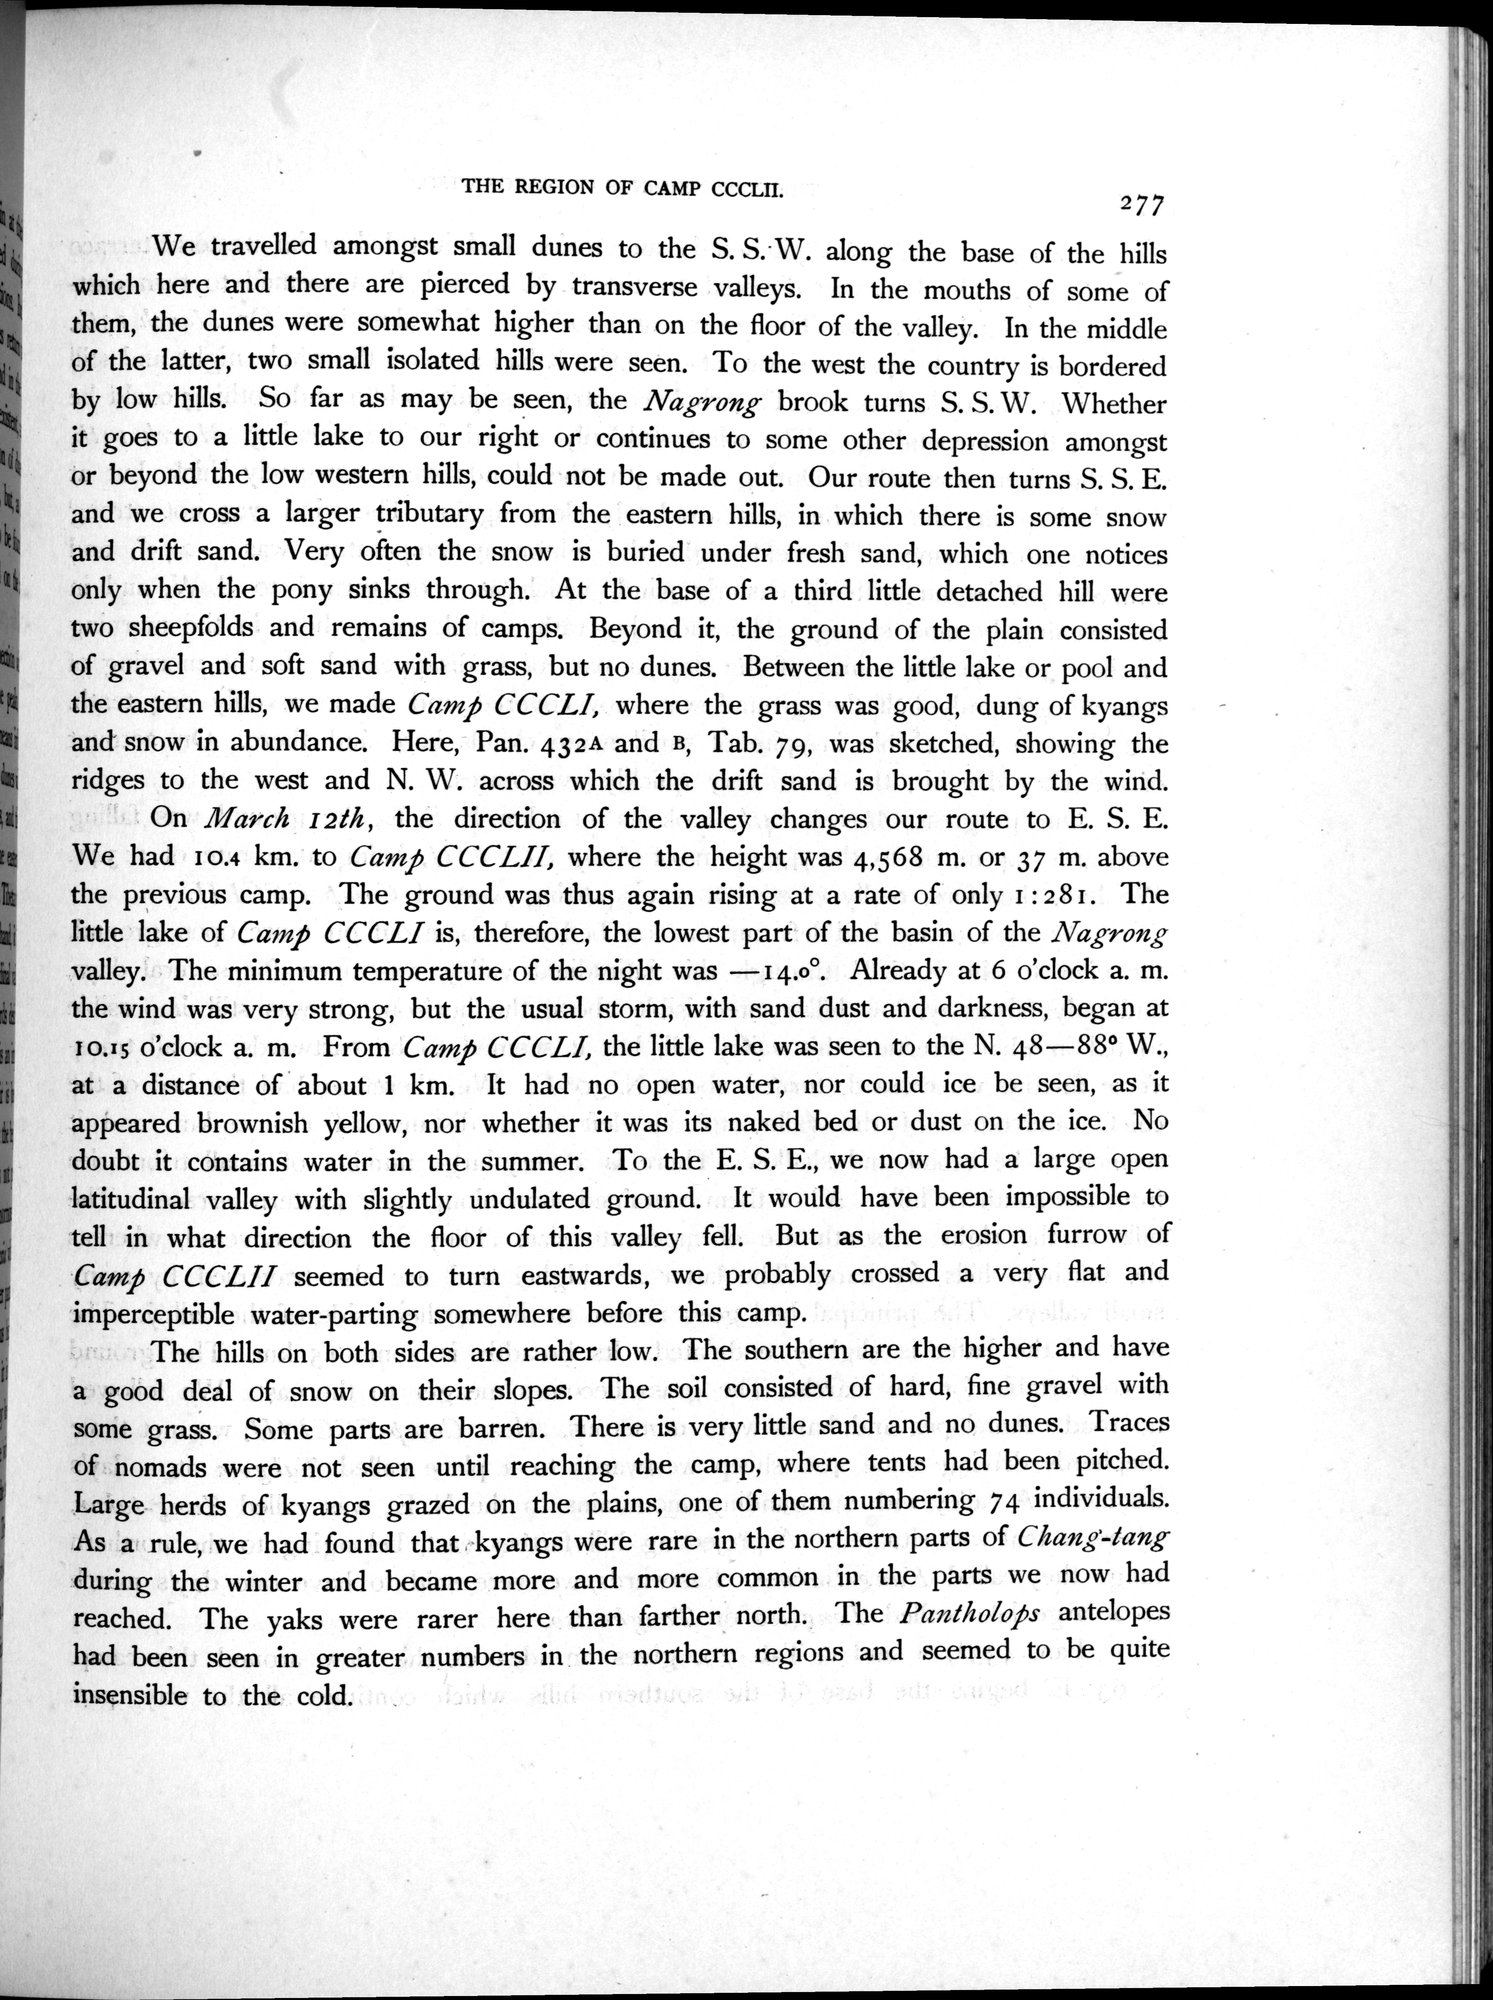 THE REGION OF CAMP CCCLII.
277
We travelled amongst small dunes to the S. S. W. along the base of the hills
which here and there are pierced by transverse valleys. In the mouths of some of
them, the dunes were somewhat higher than on the floor of the valley. In the middle
of the latter, two small isolated hills were seen. To the west the country is bordered
by low hills. So far as may be seen, the Nagrong brook turns S. S. W. Whether
it goes to a little lake to our right or continues to some other depression amongst
or beyond the low western hills, could not be made out. Our route then turns S. S. E.
and we cross a larger tributary from the eastern hills, in which there is some snow
and drift sand. Very often the snow is buried under fresh sand, which one notices
only when the pony sinks through. At the base of a third little detached hill were
two sheepfolds and remains of camps. Beyond it, the ground of the plain consisted
of gravel and soft sand with grass, but no dunes. Between the little lake or pool and
the eastern hills, we made Camp CCCLI, where the grass was good, dung of kyangs
and snow in abundance. Here, Pan. 432A and B, Tab. 79, was sketched, showing the
ridges to the west and N. W. across which the drift sand is brought by the wind.
On March 12th, the direction of the valley changes our route to E. S. E.
We had 10.4 km. to Camp CCCLII, where the height was 4,568 m. or 37 m. above
the previous camp. The ground was thus again rising at a rate of only 1:281. The
little lake of Camp CCCLI is, therefore, the lowest part of the basin of the Nagrong
valley. The minimum temperature of the night was —14.0°. Already at 6 o'clock a. m.
the wind was very strong, but the usual storm, with sand dust and darkness, began at
10.15 o'clock a. m. From Camp CCCLI, the little lake was seen to the N. 48—88° W.,
at a distance of about 1 km. It had no open water, nor could ice be seen, as it
appeared brownish yellow, nor whether it was its naked bed or dust on the ice. No
doubt it contains water in the summer. To the E. S. E., we now had a large open
latitudinal valley with slightly undulated ground. It would have been impossible to
tell in what direction the floor of this valley fell. But as the erosion furrow of
Camp CCCLII seemed to turn eastwards, we probably crossed a very flat and
imperceptible water-parting somewhere before this camp.
The hills on both sides are rather low. The southern are the higher and have
a good deal of snow on their slopes. The soil consisted of hard, fine gravel with
some grass. Some parts are barren. There is very little sand and no dunes. Traces
of nomads were not seen until reaching the camp, where tents had been pitched.
Large herds of kyangs grazed on the plains, one of them numbering 74 individuals.
As a rule, we had found that kyangs were rare in the northern parts of Chang-tang
during the winter and became more and more common in the parts we now had
reached. The yaks were rarer here than farther north. The Pantholops antelopes
had been seen in greater numbers in the northern regions and seemed to be quite
insensible to the cold.